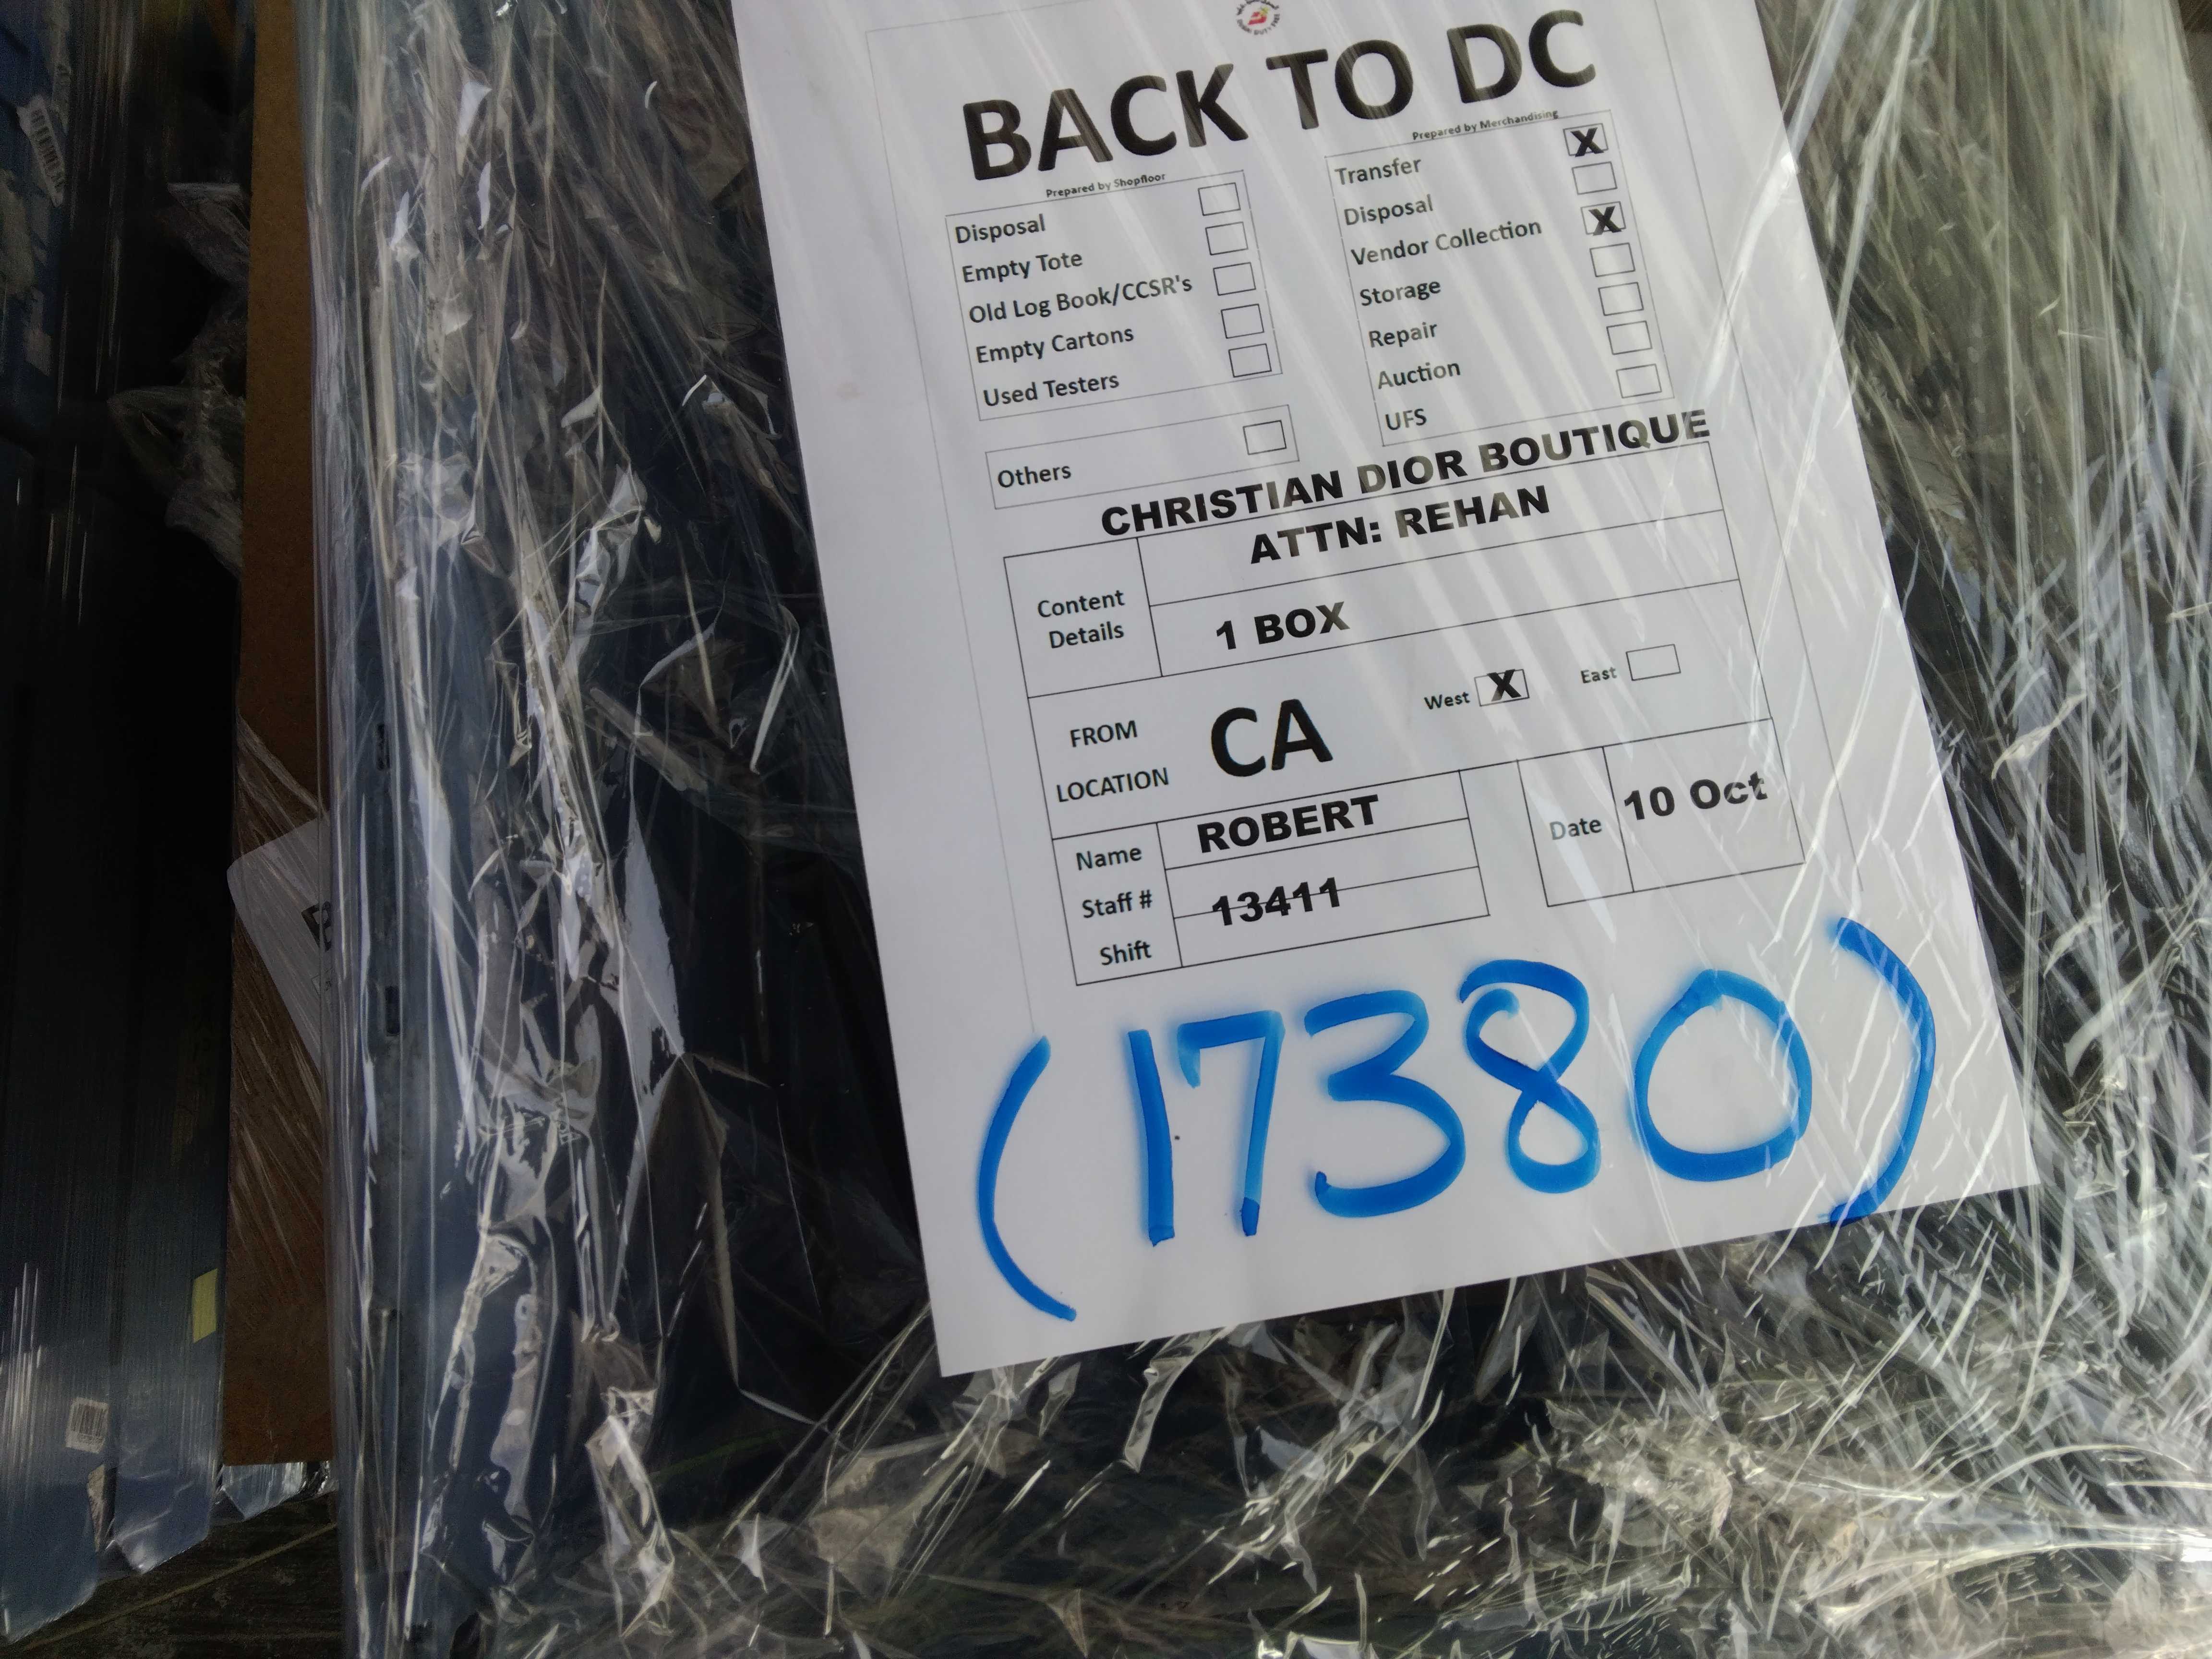 BACK TO DC
Prepared by Shopfloor
Disposal
Empty Tote
Old Log Book/CCSR's
Empty Cartons
Used Testers
Others
Prepared by Merchandising
Transfer X
Disposal
Vendor Collection X
Storage
Repair
Auction
UFS
CHRISTIAN DIOR BOUTIQUE
ATTN: REHAN
Content
Details
1 BOX
FROM
LOCATION
CA
West X East
Name ROBERT
Staff # 13411
Shift
Date 10 Oct
(17380)